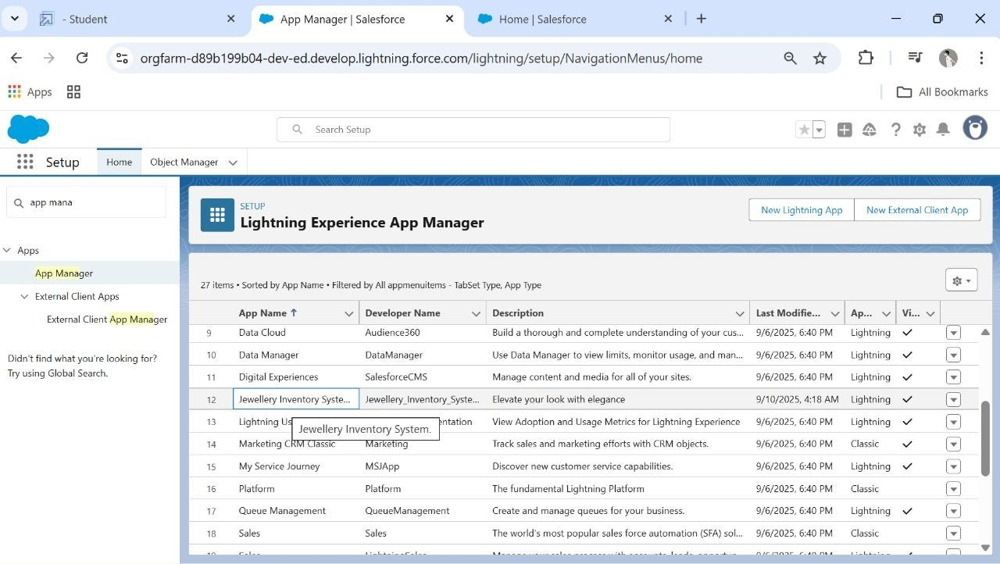 - Student
App Manager | Salesforce
Home | Salesforce
orgfarm-d89b199b04-dev-ed.develop.lightning.force.com/lightning/setup/NavigationMenus/home
Apps
All Bookmarks
Search Setup
Setup
Home
Object Manager
app mana
Apps
App Manager
External Client Apps
External Client App Manager
Didn't find what you're looking for?
Try using Global Search.
SETUP
Lightning Experience App Manager
New Lightning App
New External Client App
27 items • Sorted by App Name • Filtered by All appmenuitems - TabSet Type, App Type
App Name ↑ Developer Name Description Last Modifie... Ap... Vi...
9 Data Cloud Audience360 Build a thorough and complete understanding of your cus... 9/6/2025, 6:40 PM Lightning
10 Data Manager DataManager Use Data Manager to view limits, monitor usage, and man... 9/6/2025, 6:40 PM Lightning
11 Digital Experiences SalesforceCMS Manage content and media for all of your sites. 9/6/2025, 6:40 PM Lightning
12 Jewellery Inventory Syste... Jewellery_Inventory_Syste... Elevate your look with elegance 9/10/2025, 4:18 AM Lightning
13 Lightning Us entation View Adoption and Usage Metrics for Lightning Experience 9/6/2025, 6:40 PM Lightning
Jewellery Inventory System.
14 Marketing CRM Classic Marketing Track sales and marketing efforts with CRM objects. 9/6/2025, 6:40 PM Classic
15 My Service Journey MSJApp Discover new customer service capabilities. 9/6/2025, 6:40 PM Lightning
16 Platform Platform The fundamental Lightning Platform 9/6/2025, 6:40 PM Classic
17 Queue Management QueueManagement Create and manage queues for your business. 9/6/2025, 6:40 PM Lightning
18 Sales Sales The world's most popular sales force automation (SFA) sol... 9/6/2025, 6:40 PM Classic